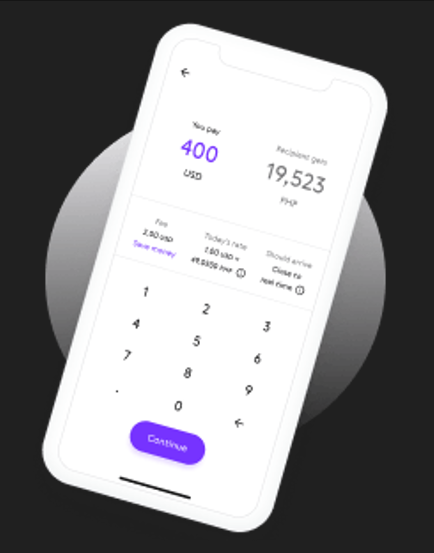 You pay
400
USD
Recipient gets
19,523
PHP
Fee
2.50 USD
Save money
Today's rate
1.00 USD =
PHP
Should arrive
Close to
real time
1 2 3
4 5 6
7 8 9
. 0 ←
Continue